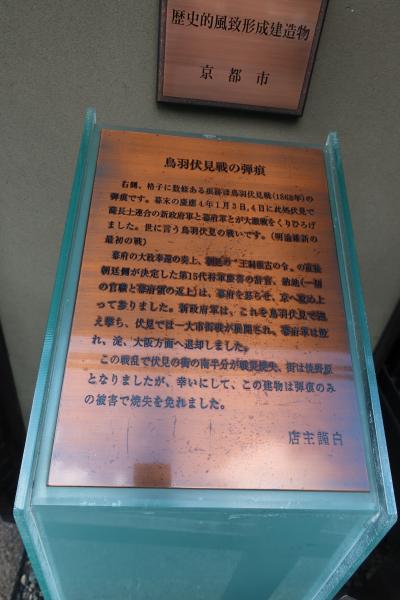 歴史的風致形成建造物
京都市
鳥羽伏見戦の弾痕
右側、格子に数條ある痕跡は鳥羽伏見戦(1868年)の
弾痕です。幕末の慶應4年1月3日,4日に此処伏見で
薩長土連合の新政府軍と幕府軍とが大激戦をくりひろげ
ました。世に言う鳥羽伏見の戦いです。(明治維新の
最初の戦)
幕府の大政奉還の奏上、朝廷の"王制復古の令〟の直後
朝廷側が決定した第15代将軍慶喜の辞官、納地(一切
の官職と幕府領の返上)は、幕府を怒らせ、京へ攻め上
って参りました。新政府軍は、これを鳥羽伏見で迎
え撃ち、伏見では一大市街戦が展開され、幕府軍は敗
れ、淀、大阪方面へ退却しました。
この戦乱で伏見の街の南半分が戦災焼失、街は焼野原
となりましたが、幸いにして、この建物は弾痕のみ
の被害で焼失を免れました。
店主謹白